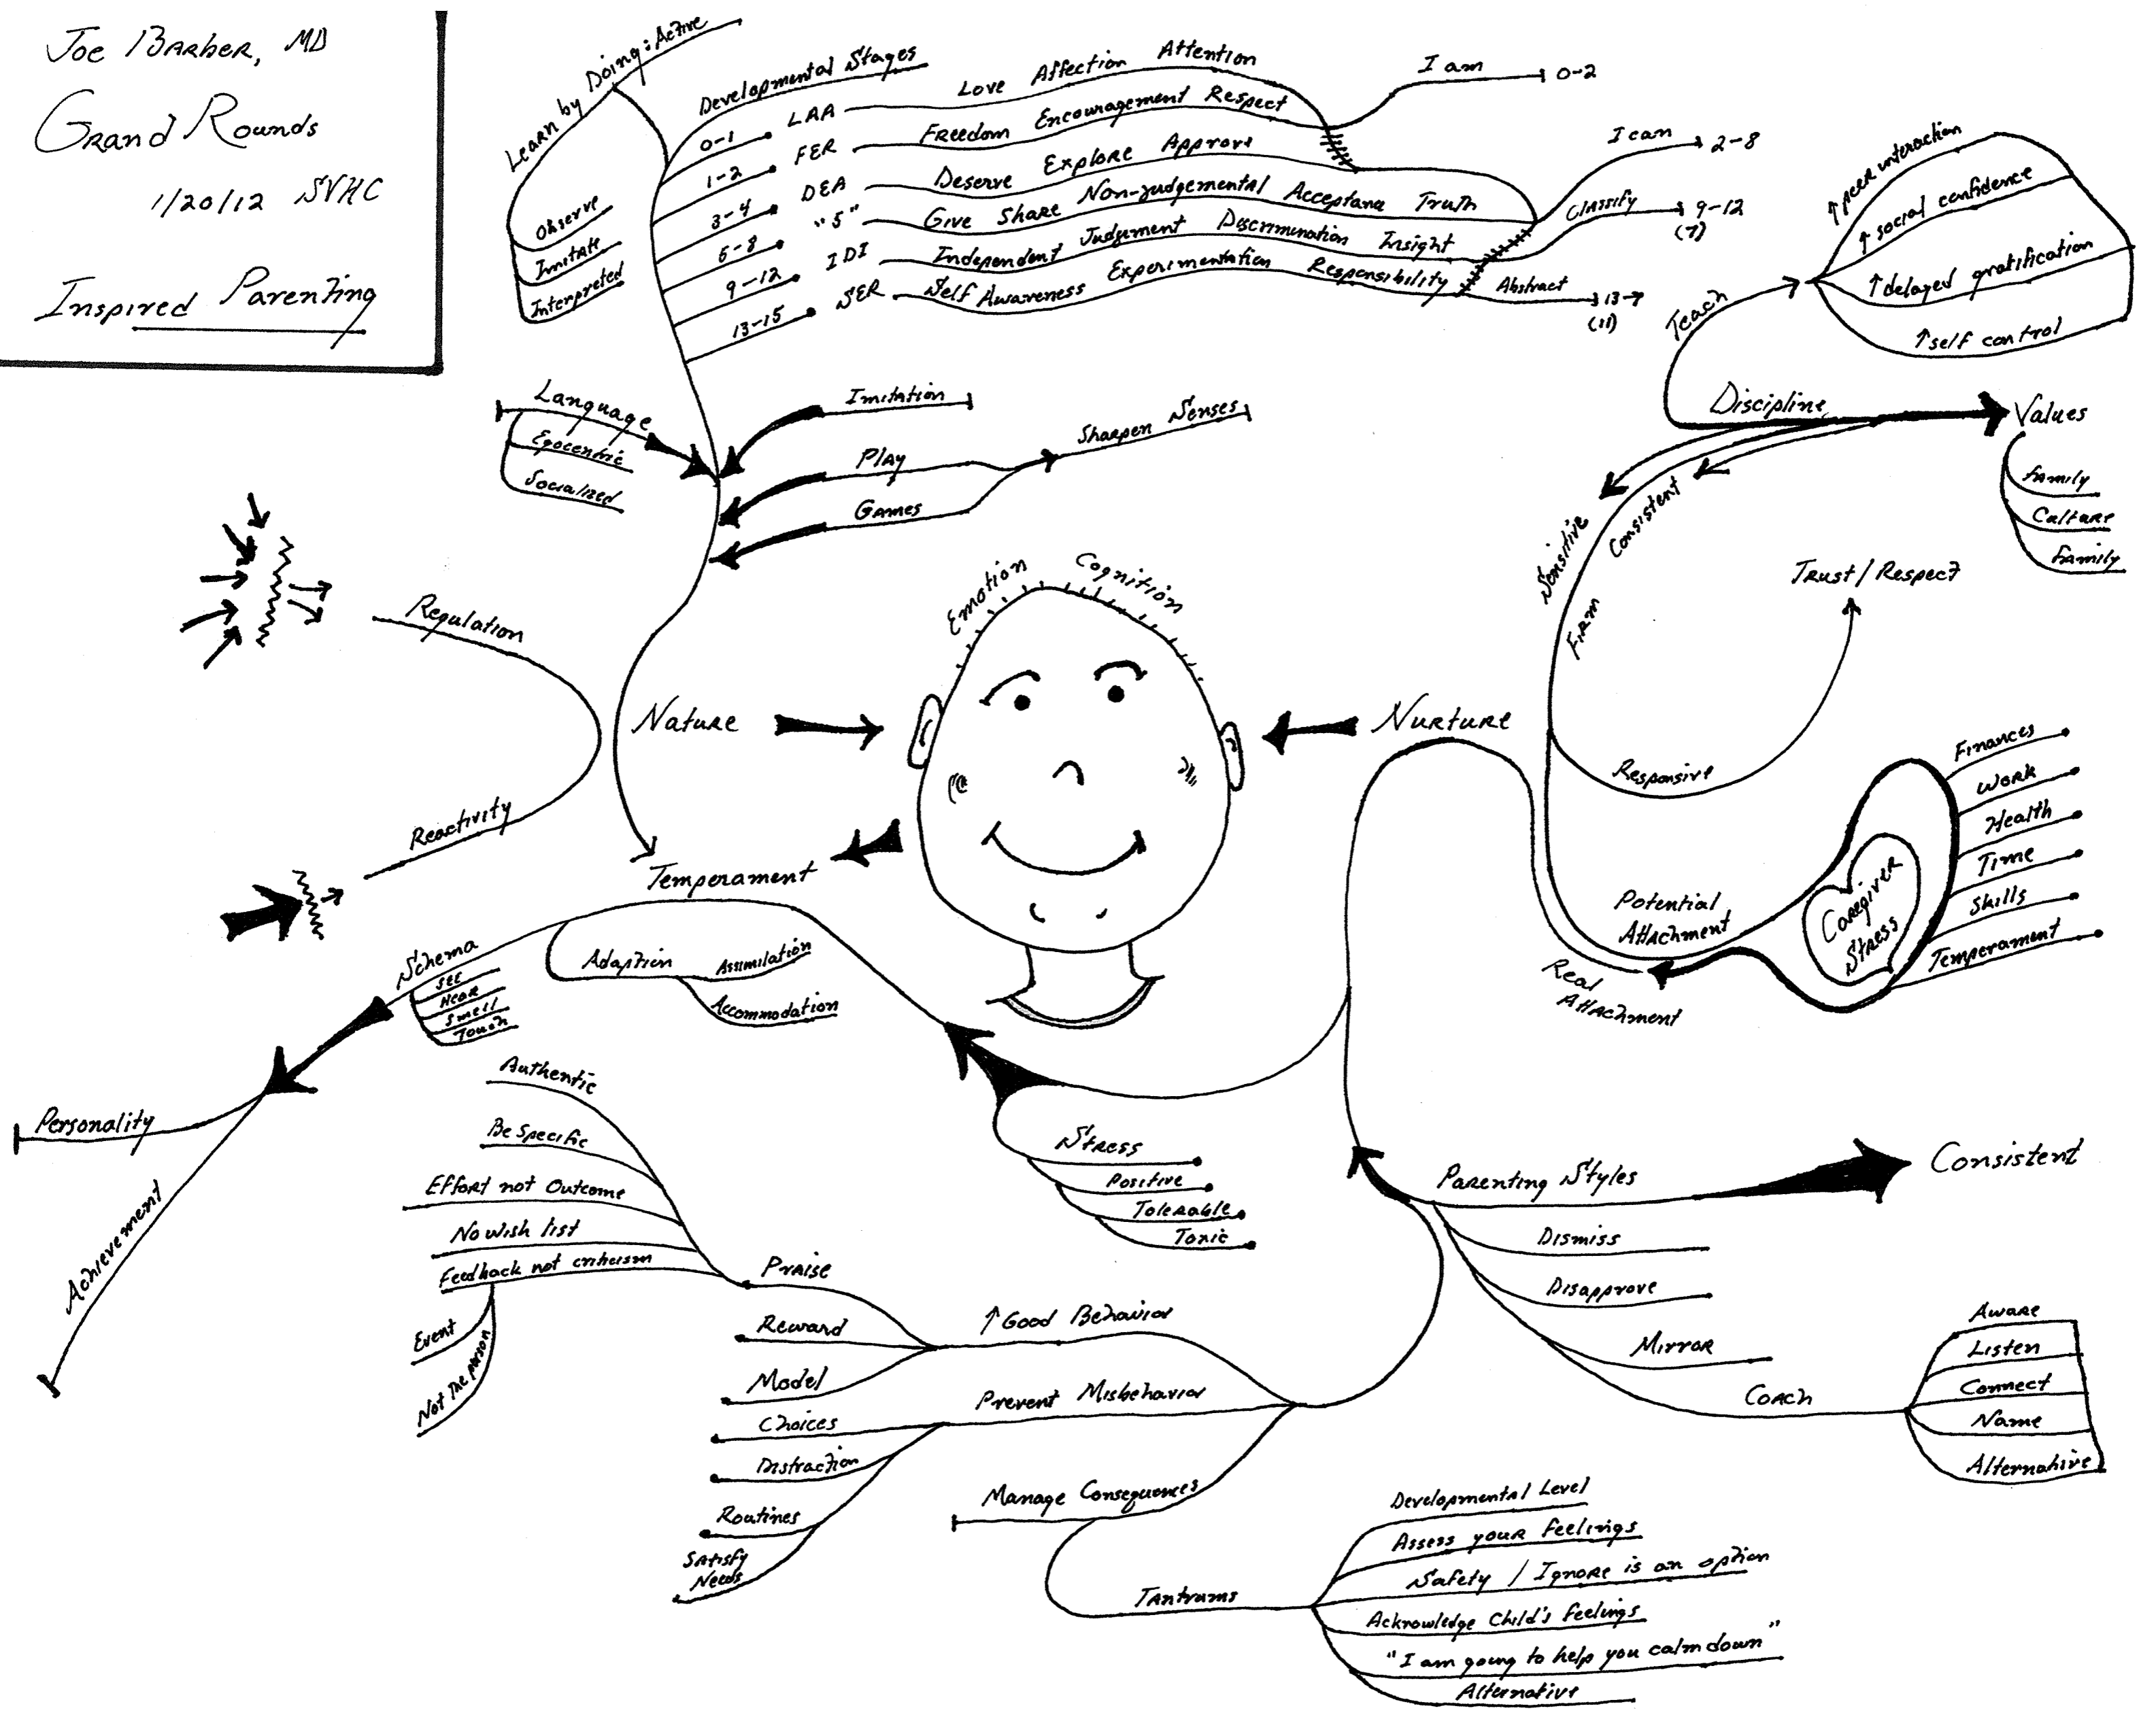 Joe Barber, MD
Grand Rounds
1/20/12 SVHC
Inspired Parenting
Learn by Doing: Active
Observe
Imitate
Interpreted
Developmental Stages
0-1 LAA Love Affection Attention
1-2 FER Freedom Encouragement Respect
3-4 DEA Deserve Explore Approve
"5" Give Share Non-judgemental Acceptance Truth
6-8
9-12 IDI Independent Judgement Discrimination Insight
13-15 SER Self Awareness Experimentation Responsibility
I am 0-2
I can 2-8
Classify 9-12
(7)
Abstract 13-?
(11)
Language
Egocentric
Socialized
Imitation
Play
Games
Sharpen Senses
Teach
↑peer interaction
↑social confidence
↑delayed gratification
↑self control
Discipline
Values
family
Culture
family
Sensitive
Consistent
Firm
Responsive
Trust/Respect
Regulation
Reactivity
Emotion
Cognition
Nature
Nurture
Temperament
Schema
See
Hear
Smell
Touch
Adaption
Assimilation
Accommodation
Personality
Achievement
Potential
Attachment
Real
Attachment
Caregiver
Stress
Finances
Work
Health
Time
Skills
Temperament
Stress
Positive
Tolerable
Toxic
Authentic
Be Specific
Effort not Outcome
No wish list
Feedback not criticism
Event
Not the person
Praise
Reward
Model
↑Good Behavior
Prevent Misbehavior
Choices
Distraction
Routines
Satisfy
Needs
Manage Consequences
Tantrums
Developmental Level
Assess your feelings
Safety / Ignore is an option
Acknowledge Child's feelings
"I am going to help you calm down"
Alternative
Parenting Styles
Consistent
Dismiss
Disapprove
Mirror
Coach
Aware
Listen
Connect
Name
Alternative